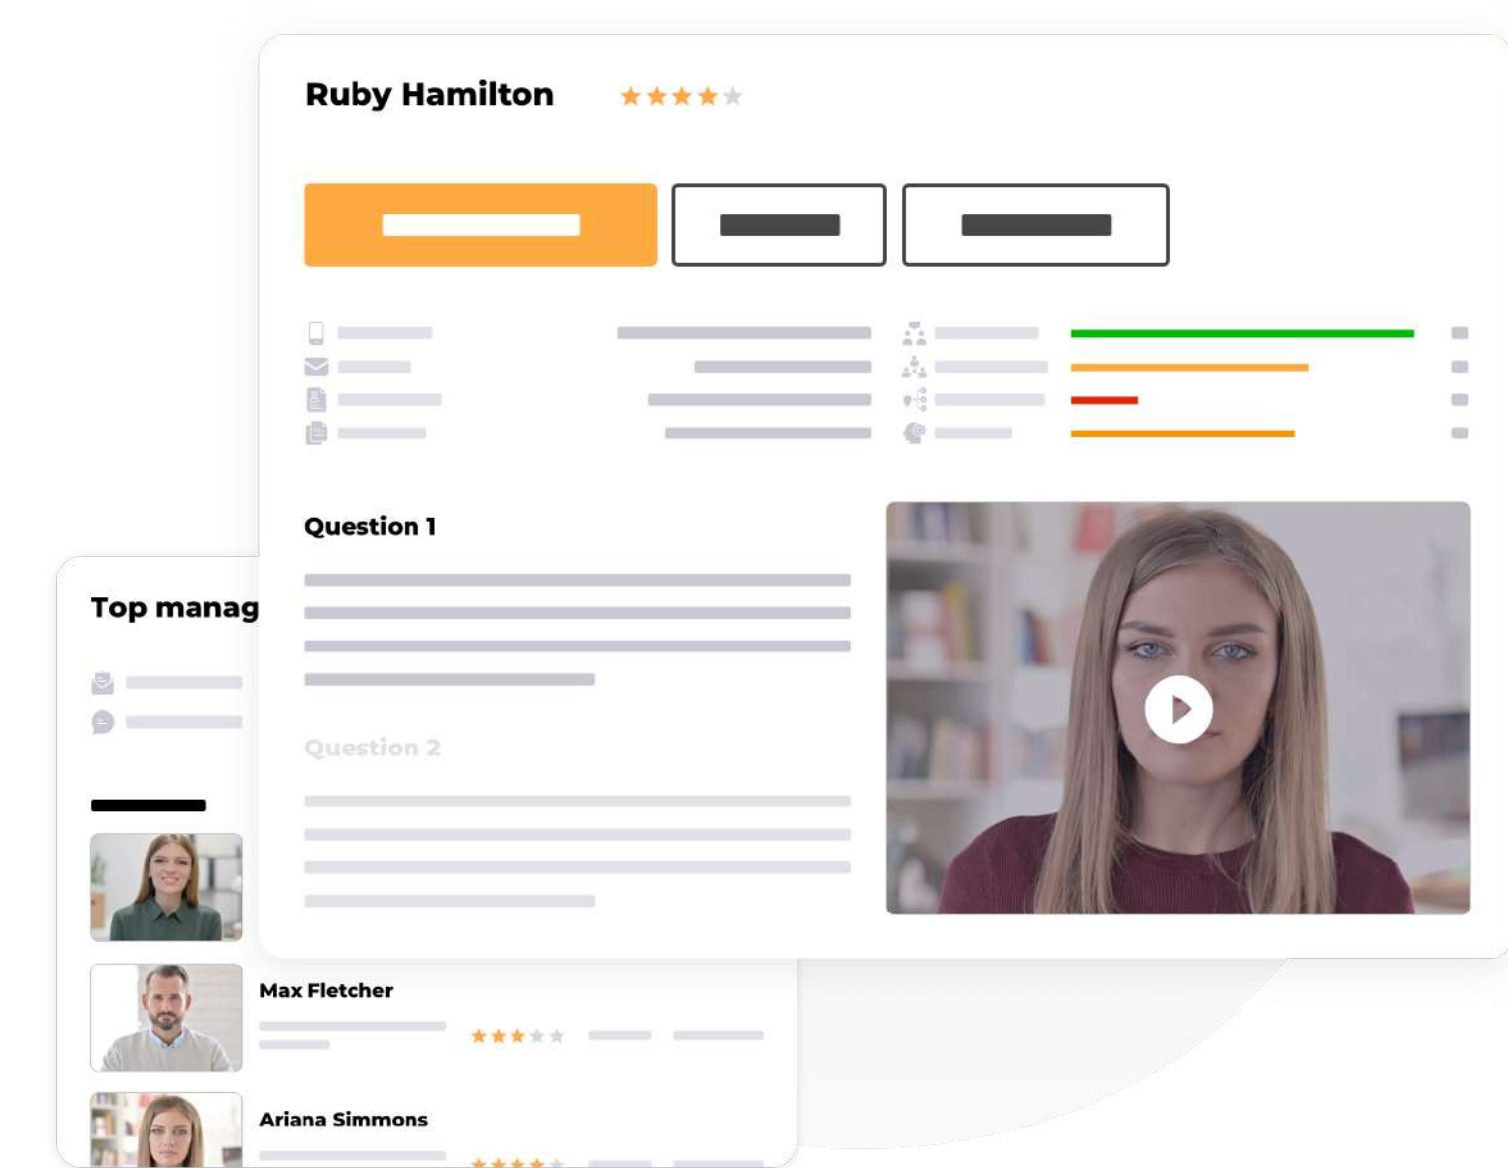 Ruby Hamilton
Question 1
Question 2
Top manag
Max Fletcher
Ariana Simmons